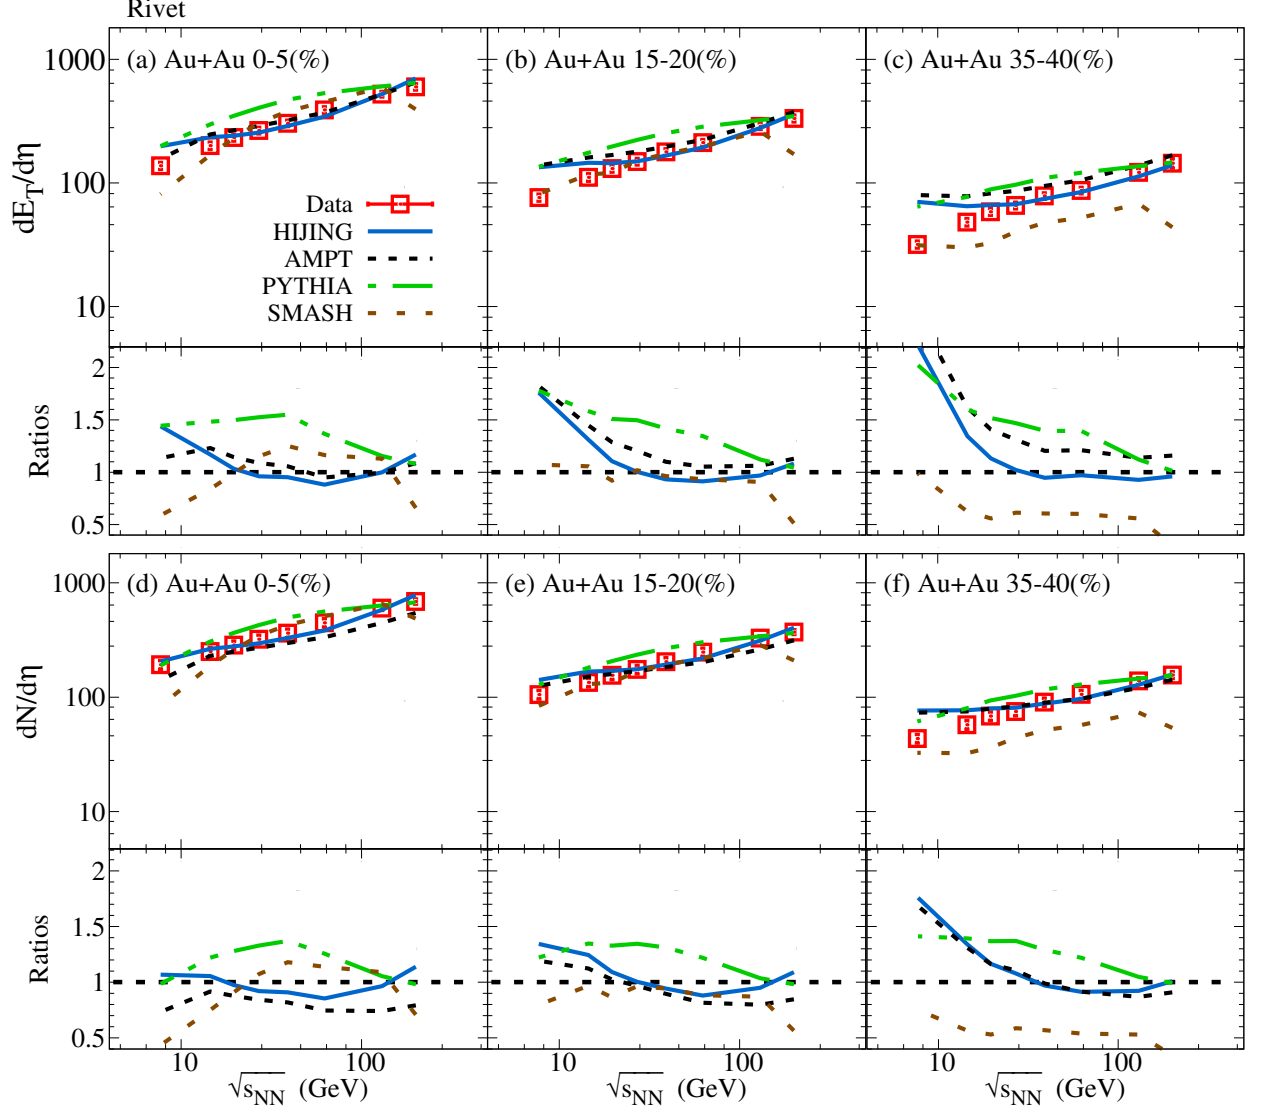 Rivet
(a) Au+Au 0-5(%)
(b) Au+Au 15-20(%)
(c) Au+Au 35-40(%)
1000
100
10
dE_T/dη
Data
HIJING
AMPT
PYTHIA
SMASH
2
1.5
1
0.5
Ratios
(d) Au+Au 0-5(%)
(e) Au+Au 15-20(%)
(f) Au+Au 35-40(%)
1000
100
10
dN/dη
2
1.5
1
0.5
Ratios
10 100 10 100 10 100
√s_NN (GeV) √s_NN (GeV) √s_NN (GeV)